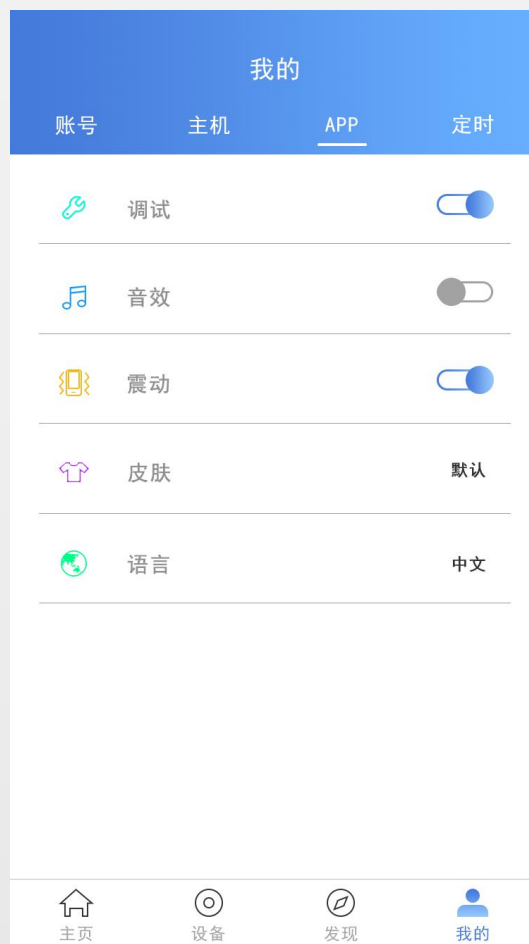 我的
账号 主机 APP 定时
调试
音效
震动
皮肤 默认
语言 中文
主页 设备 发现 我的